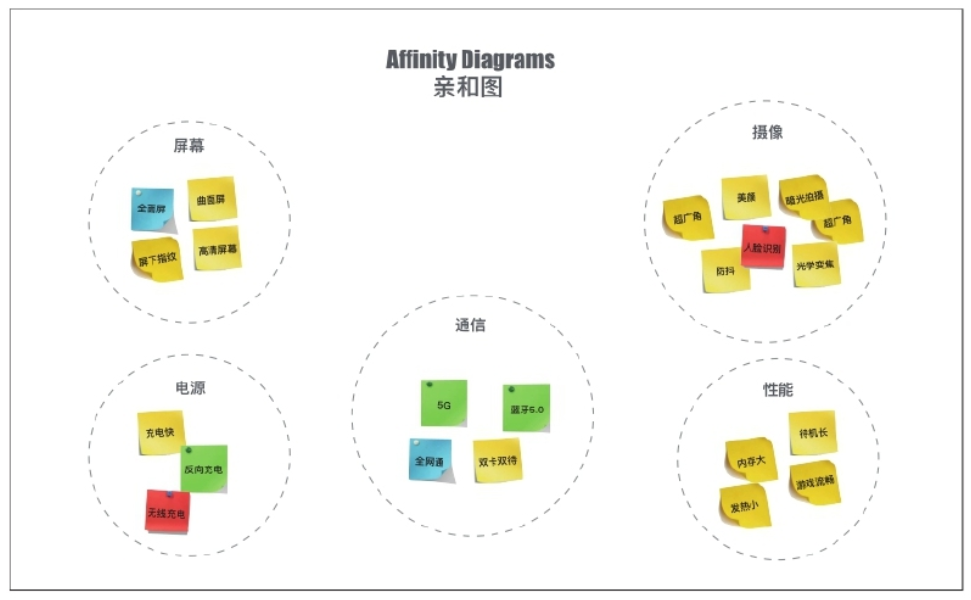 Affinity Diagrams
亲和图
屏幕
全面屏
曲面屏
屏下指纹
高清屏幕
摄像
超广角
美颜
暗光拍摄
超广角
人脸识别
防抖
光学变焦
通信
5G
蓝牙5.0
全网通
双卡双待
电源
充电快
反向充电
无线充电
性能
待机长
内存大
游戏流畅
发热小